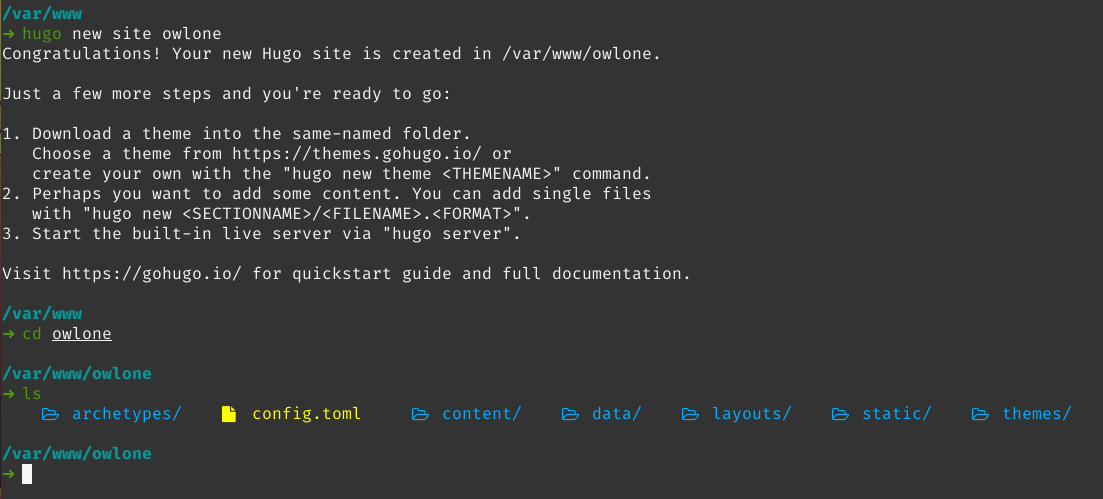 /var/www
➜ hugo new site owlone
Congratulations! Your new Hugo site is created in /var/www/owlone.
Just a few more steps and you're ready to go:
1. Download a theme into the same-named folder.
   Choose a theme from https://themes.gohugo.io/ or
   create your own with the "hugo new theme <THEMENAME>" command.
2. Perhaps you want to add some content. You can add single files
   with "hugo new <SECTIONNAME>/<FILENAME>.<FORMAT>".
3. Start the built-in live server via "hugo server".
Visit https://gohugo.io/ for quickstart guide and full documentation.
/var/www
➜ cd owlone
/var/www/owlone
➜ ls
archetypes/ config.toml content/ data/ layouts/ static/ themes/
/var/www/owlone
➜